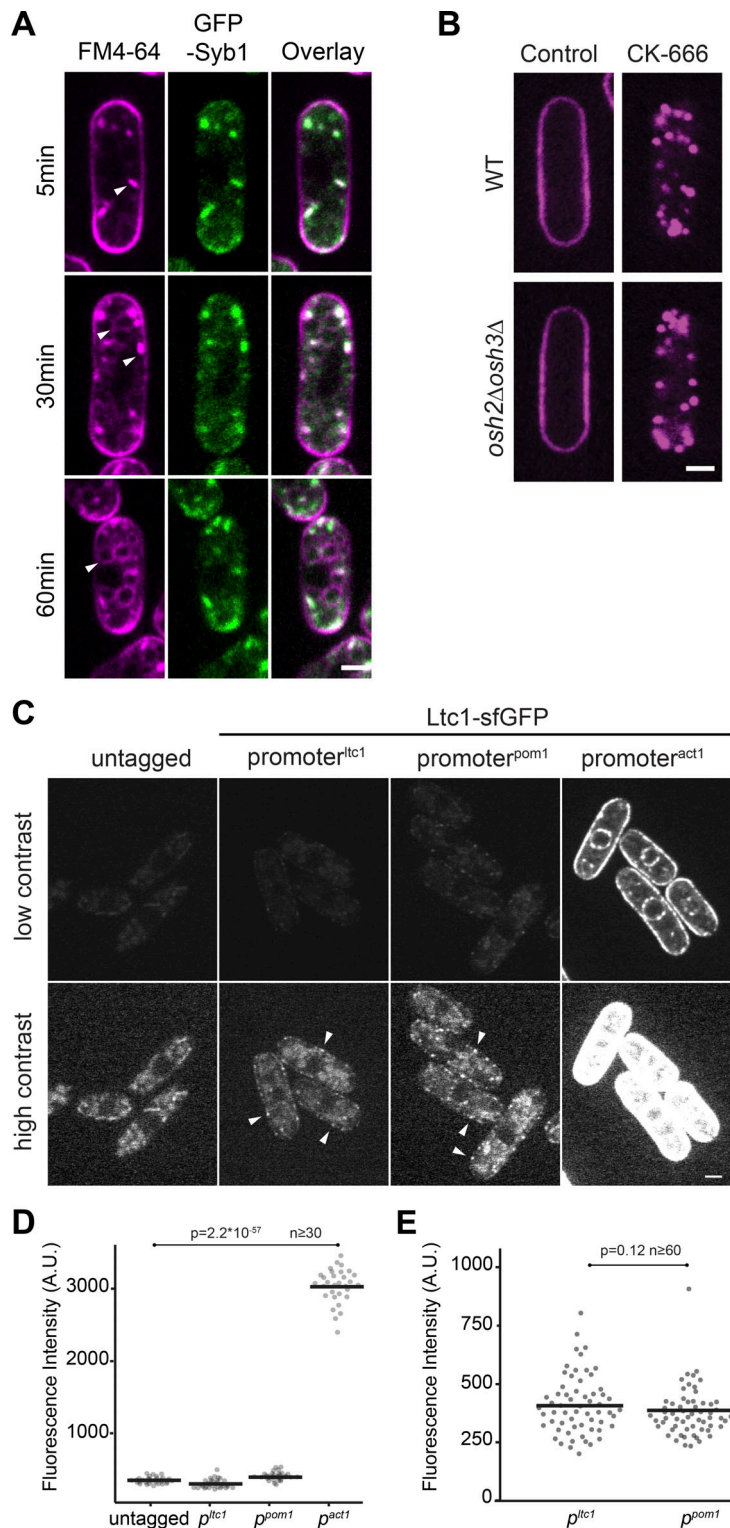 A
FM4-64
GFP
-Syb1
Overlay
5min
30min
60min
B
Control
CK-666
WT
osh2Δosh3Δ
C
Ltc1-sfGFP
untagged
promoterˡᵗᶜ¹
promoterᵖᵒᵐ¹
promoterᵃᶜᵗ¹
low contrast
high contrast
D
p=2.2*10⁻⁵⁷ n≥30
Fluorescence Intensity (A.U.)
3000
2000
1000
untagged
pˡᵗᶜ¹
pᵖᵒᵐ¹
pᵃᶜᵗ¹
E
p=0.12 n≥60
Fluorescence Intensity (A.U.)
1000
750
500
250
0
pˡᵗᶜ¹
pᵖᵒᵐ¹